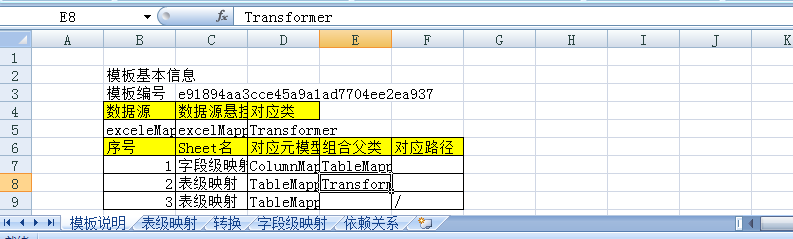 E8 fx Transformer
A B C D E F G H I J K
1
2 模板基本信息
3 模板编号 e91894aa3cce45a9a1ad7704ee2ea937
4 数据源 数据源悬挂 对应类
5 exceleMap excelMapp Transformer
6 序号 Sheet名 对应元模型 组合父类 对应路径
7 1 字段级映射 ColumnMap TableMapp
8 2 表级映射 TableMapp Transform
9 3 表级映射 TableMapp /
模板说明 表级映射 转换 字段级映射 依赖关系